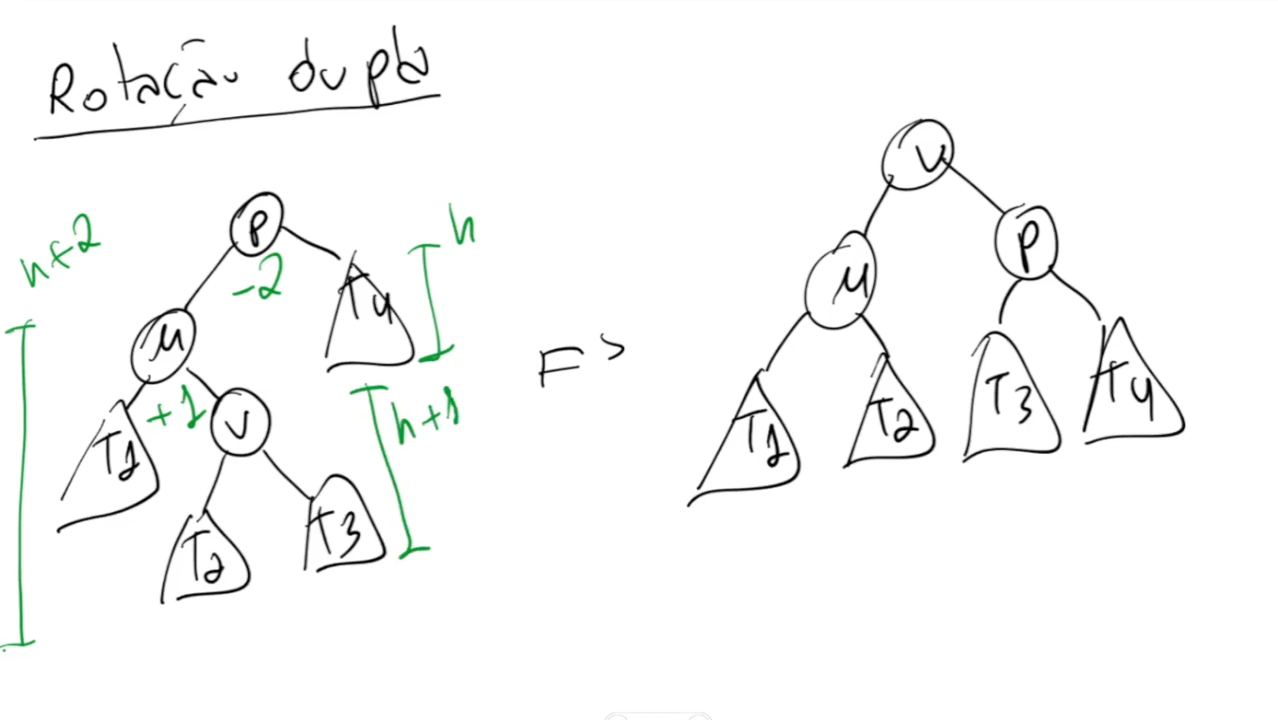 Rotação dupla
p
-2
h
h+2
T4
u
+1
v
h+1
T1
T2
T3
F>
v
u
p
T1
T2
T3
T4